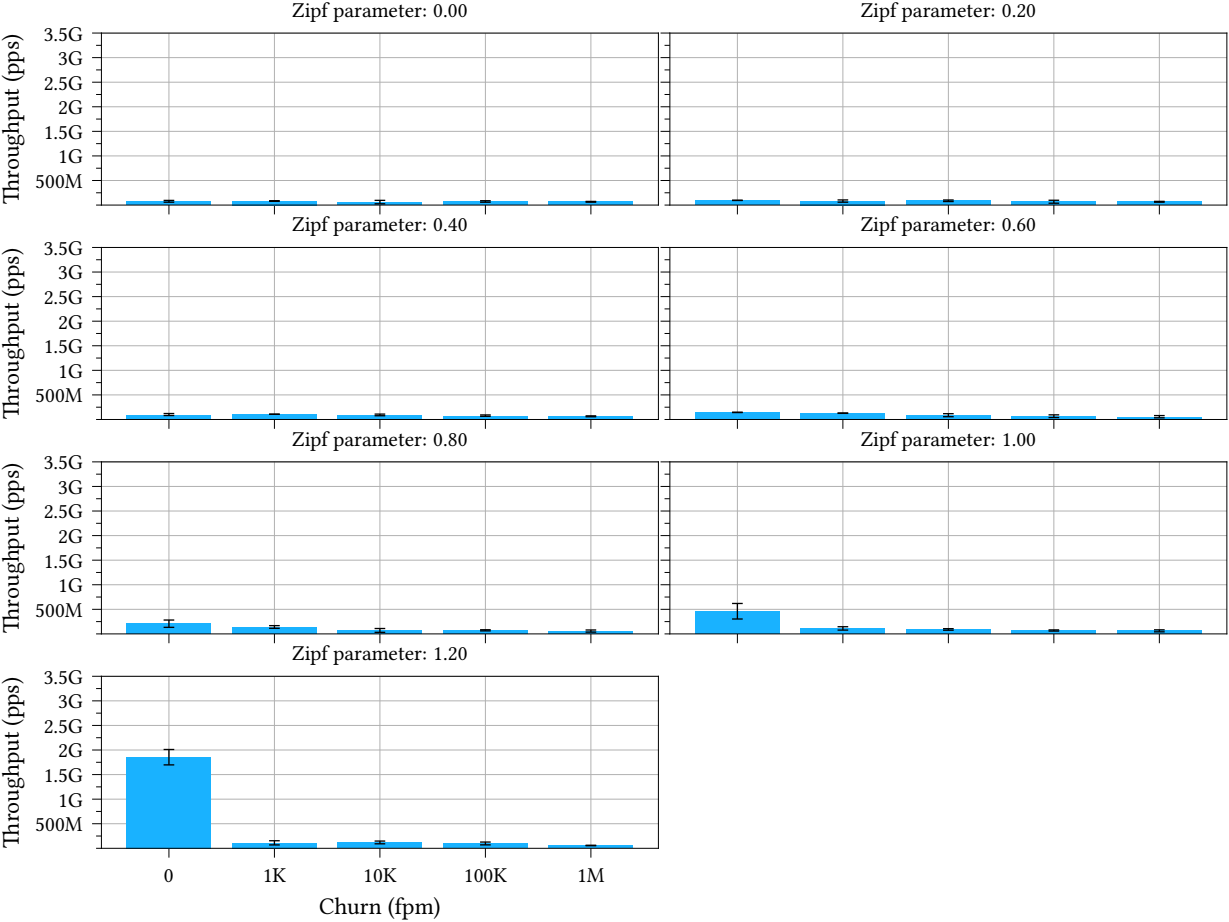 Zipf parameter: 0.00
Zipf parameter: 0.20
Throughput (pps)
3.5G
3G
2.5G
2G
1.5G
1G
500M
Zipf parameter: 0.40
Zipf parameter: 0.60
Throughput (pps)
3.5G
3G
2.5G
2G
1.5G
1G
500M
Zipf parameter: 0.80
Zipf parameter: 1.00
Throughput (pps)
3.5G
3G
2.5G
2G
1.5G
1G
500M
Zipf parameter: 1.20
Throughput (pps)
3.5G
3G
2.5G
2G
1.5G
1G
500M
0 1K 10K 100K 1M
Churn (fpm)